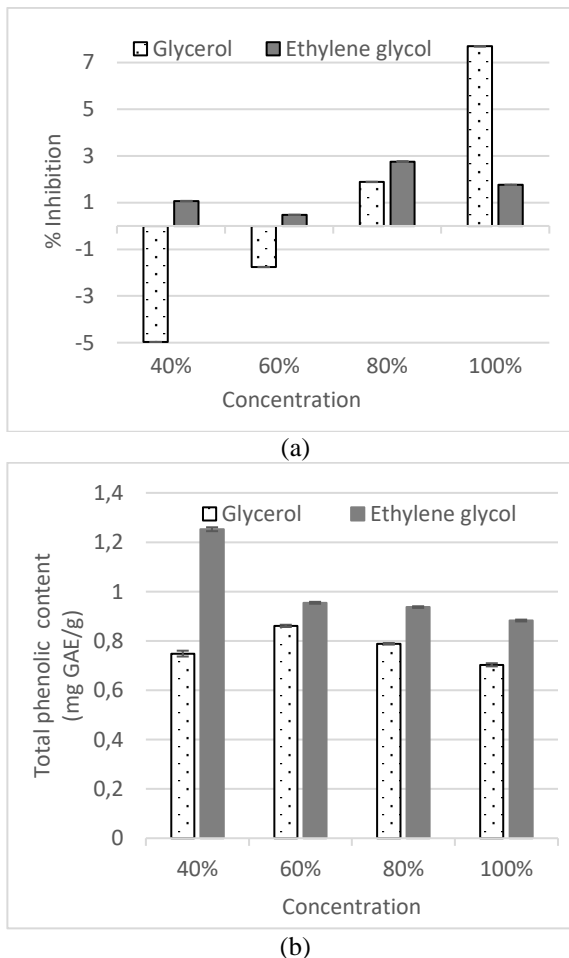 Glycerol Ethylene glycol
7
5
3
1
-1
-3
-5
% Inhibition
40% 60% 80% 100%
Concentration
(a)
1,4
1,2
1
0,8
0,6
0,4
0,2
0
Glycerol Ethylene glycol
Total phenolic content
(mg GAE/g)
40% 60% 80% 100%
Concentration
(b)